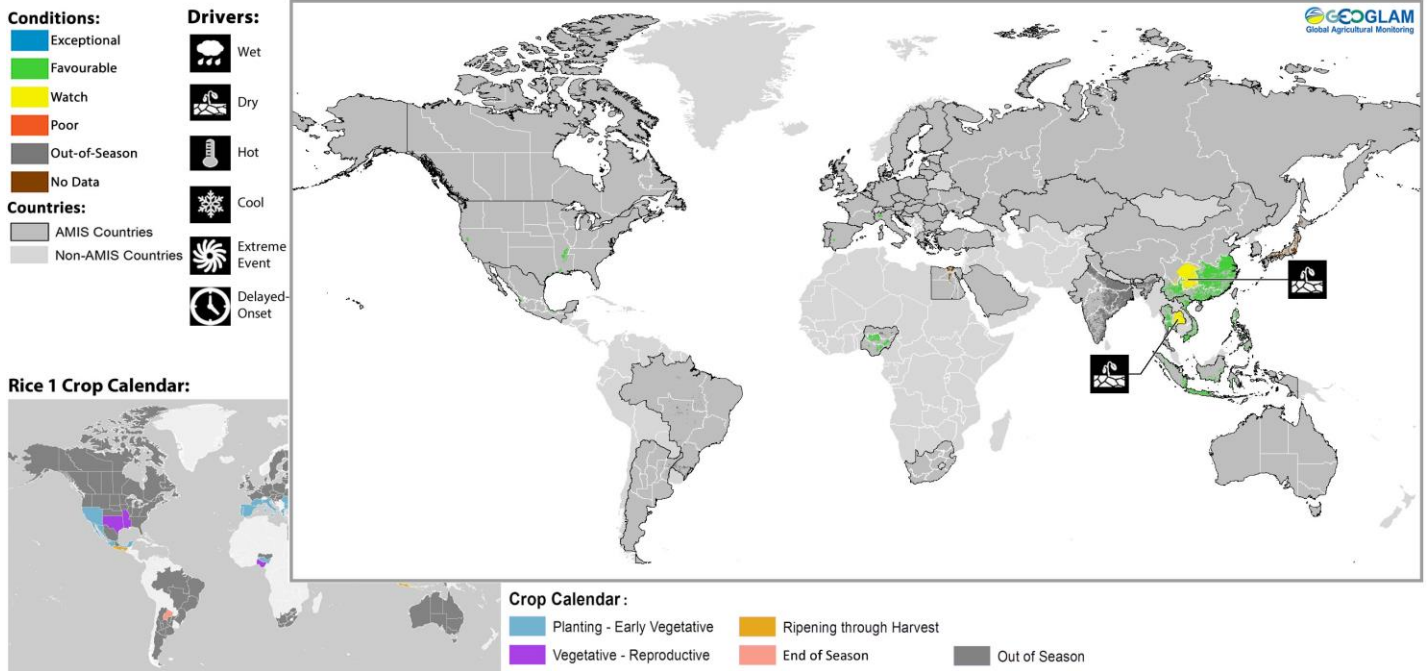 Conditions:
Exceptional
Favourable
Watch
Poor
Out-of-Season
No Data
Countries:
AMIS Countries
Non-AMIS Countries
Drivers:
Wet
Dry
Hot
Cool
Extreme
Event
Delayed-
Onset
GEOGLAM
Global Agricultural Monitoring
Rice 1 Crop Calendar:
Crop Calendar :
Planting - Early Vegetative
Ripening through Harvest
Vegetative - Reproductive
End of Season
Out of Season